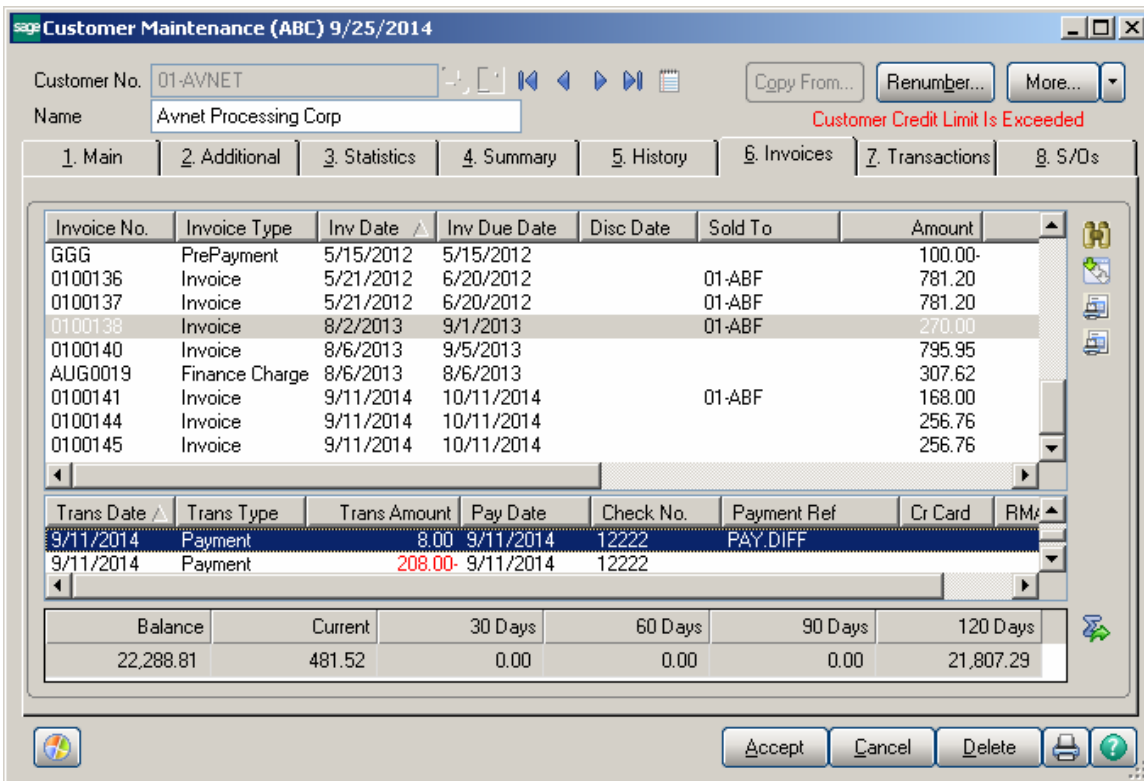 sage Customer Maintenance (ABC) 9/25/2014
Customer No. 01-AVNET Copy From... Renumber... More...
Name Avnet Processing Corp Customer Credit Limit Is Exceeded
1. Main 2. Additional 3. Statistics 4. Summary 5. History 6. Invoices 7. Transactions 8. S/Os
Invoice No. Invoice Type Inv Date Inv Due Date Disc Date Sold To Amount
GGG PrePayment 5/15/2012 5/15/2012 100.00-
0100136 Invoice 5/21/2012 6/20/2012 01-ABF 781.20
0100137 Invoice 5/21/2012 6/20/2012 01-ABF 781.20
0100138 Invoice 8/2/2013 9/1/2013 01-ABF 270.00
0100140 Invoice 8/6/2013 9/5/2013 795.95
AUG0019 Finance Charge 8/6/2013 8/6/2013 307.62
0100141 Invoice 9/11/2014 10/11/2014 01-ABF 168.00
0100144 Invoice 9/11/2014 10/11/2014 256.76
0100145 Invoice 9/11/2014 10/11/2014 256.76
Trans Date Trans Type Trans Amount Pay Date Check No. Payment Ref Cr Card RMA
9/11/2014 Payment 8.00 9/11/2014 12222 PAY.DIFF
9/11/2014 Payment 208.00- 9/11/2014 12222
Balance Current 30 Days 60 Days 90 Days 120 Days
22,288.81 481.52 0.00 0.00 0.00 21,807.29
Accept Cancel Delete